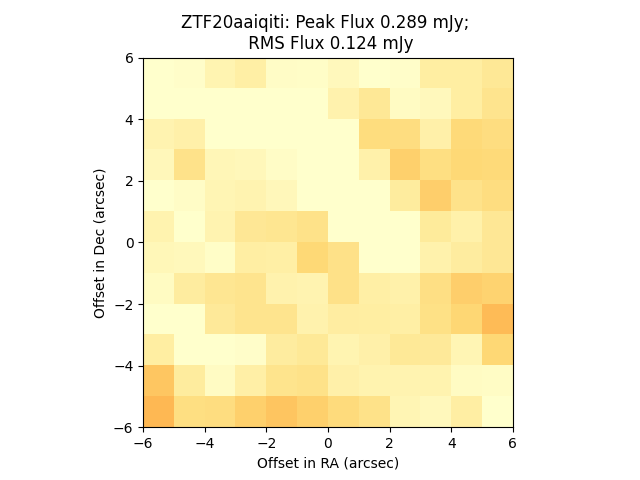 ZTF20aaiqiti: Peak Flux 0.289 mJy;
RMS Flux 0.124 mJy
6
4
2
0
−2
−4
−6
Offset in Dec (arcsec)
−6 −4 −2 0 2 4 6
Offset in RA (arcsec)